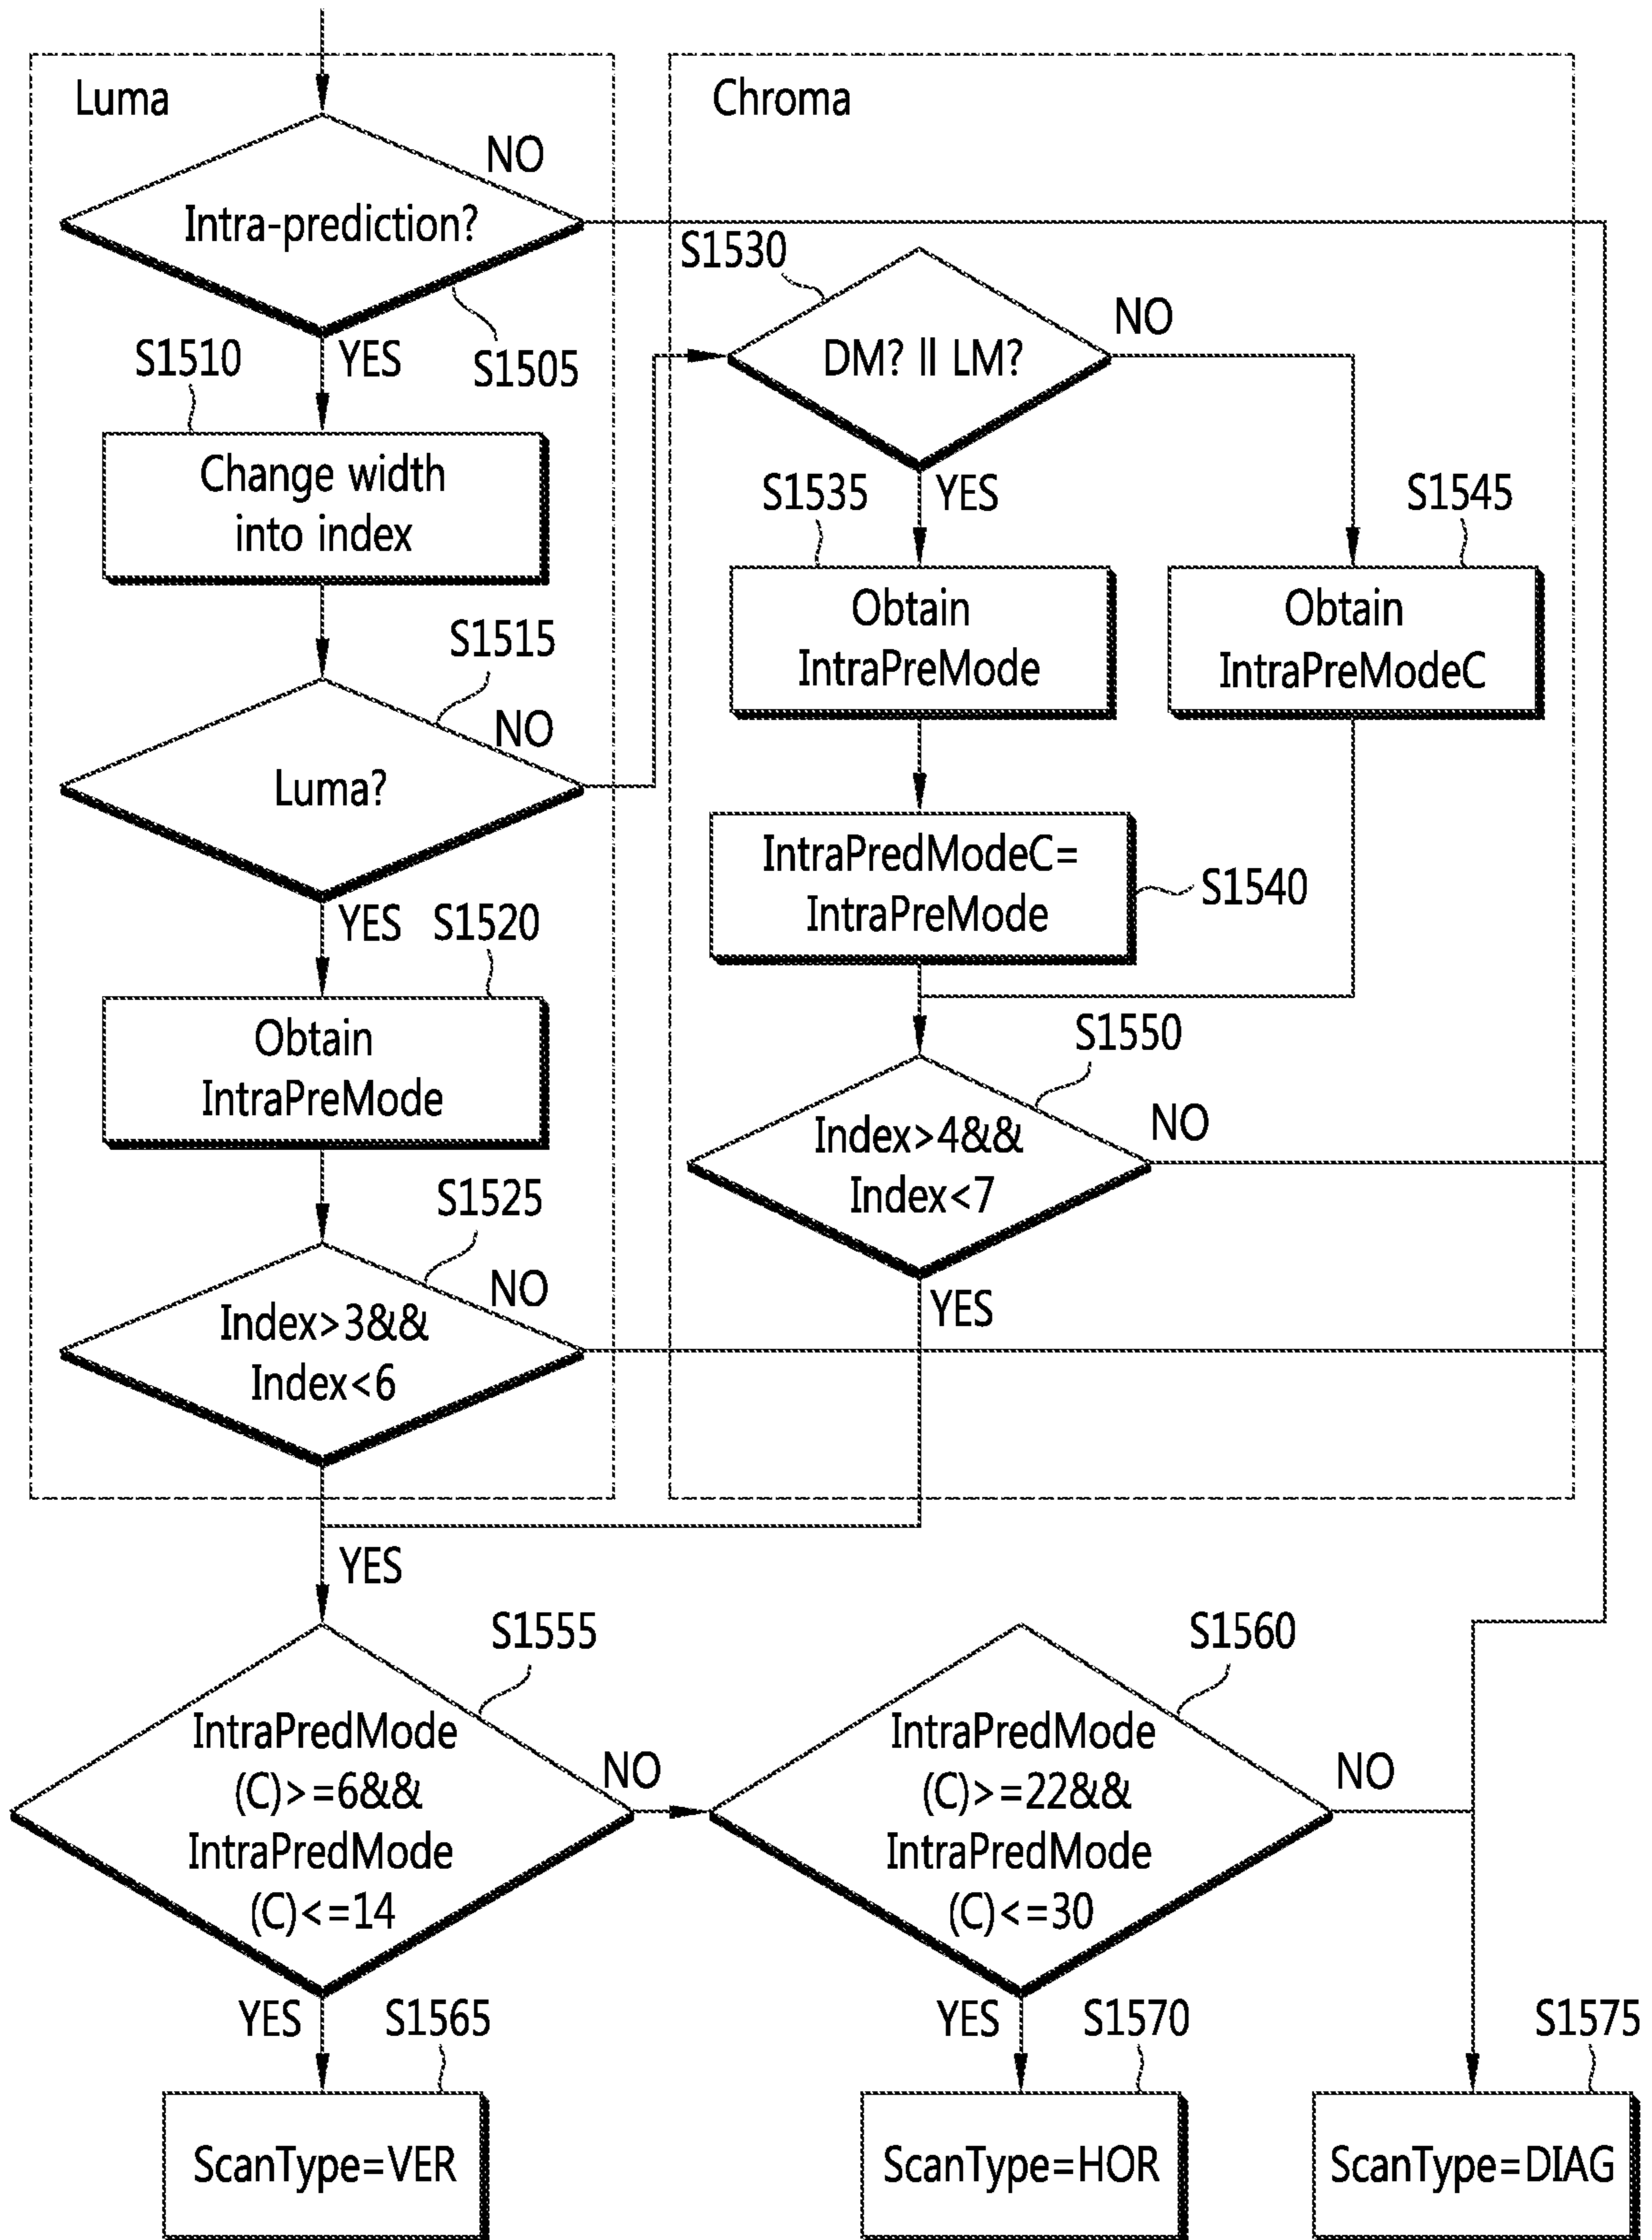 Luma
Chroma
NO
Intra-prediction?
S1505
YES
S1510
Change width
into index
S1515
NO
Luma?
YES
S1520
Obtain
IntraPreMode
S1525
NO
Index>3&&
Index<6
S1530
NO
DM? || LM?
YES
S1535
Obtain
IntraPreMode
S1545
Obtain
IntraPreModeC
IntraPredModeC=
IntraPreMode
S1540
S1550
NO
Index>4&&
Index<7
YES
YES
S1555
IntraPredMode
(C)>=6&&
IntraPredMode
(C)<=14
NO
S1560
IntraPredMode
(C)>=22&&
IntraPredMode
(C)<=30
NO
YES
S1565
ScanType=VER
YES
S1570
ScanType=HOR
S1575
ScanType=DIAG